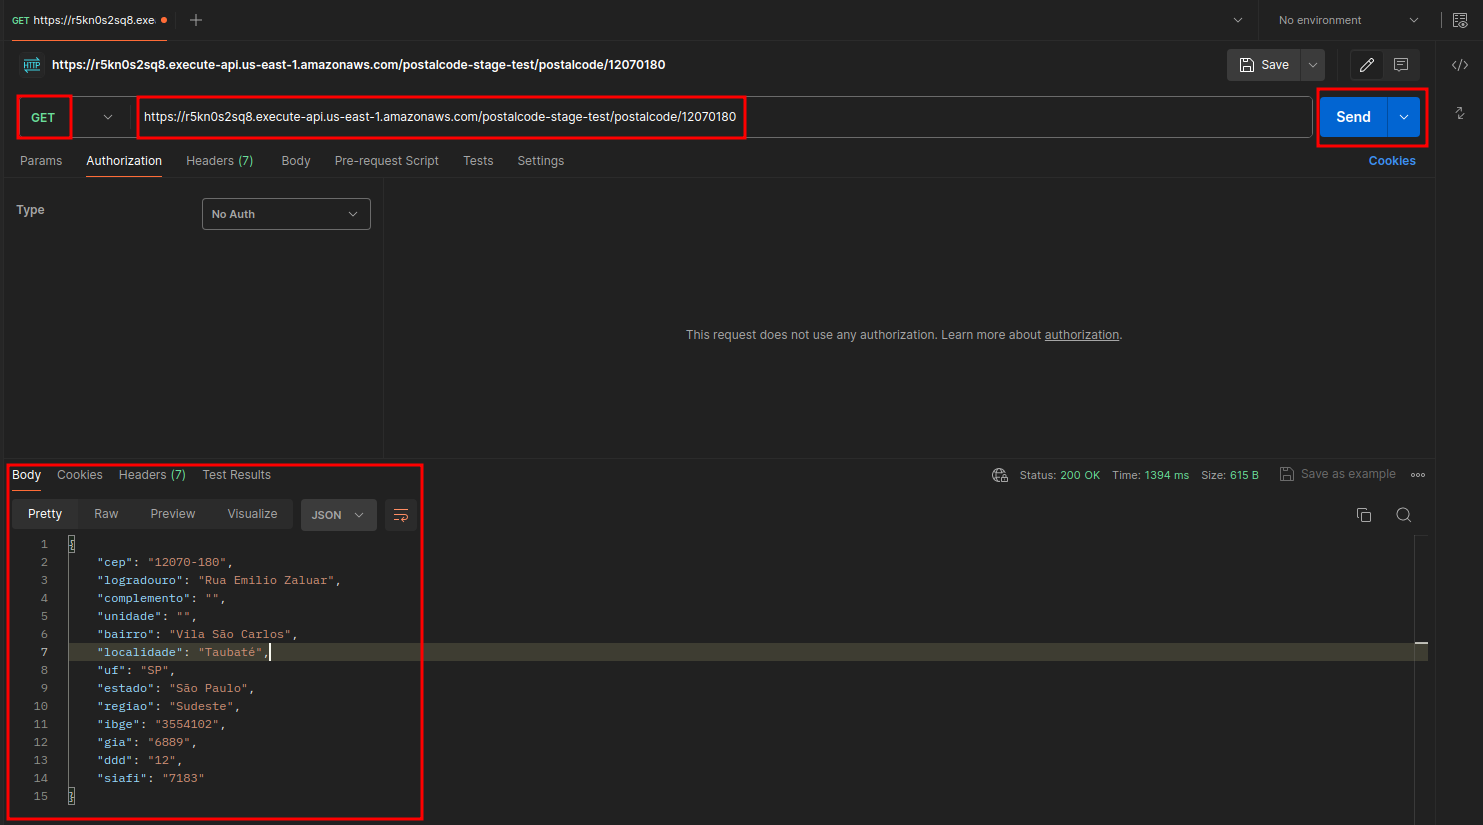 GET https://r5kn0s2sq8.exe
No environment
HTTP https://r5kn0s2sq8.execute-api.us-east-1.amazonaws.com/postalcode-stage-test/postalcode/12070180
Save
GET https://r5kn0s2sq8.execute-api.us-east-1.amazonaws.com/postalcode-stage-test/postalcode/12070180 Send
Params Authorization Headers (7) Body Pre-request Script Tests Settings Cookies
Type No Auth
This request does not use any authorization. Learn more about authorization.
Body Cookies Headers (7) Test Results Status: 200 OK Time: 1394 ms Size: 615 B Save as example
Pretty Raw Preview Visualize JSON
1 {
2 "cep": "12070-180",
3 "logradouro": "Rua Emilio Zaluar",
4 "complemento": "",
5 "unidade": "",
6 "bairro": "Vila São Carlos",
7 "localidade": "Taubaté",
8 "uf": "SP",
9 "estado": "São Paulo",
10 "regiao": "Sudeste",
11 "ibge": "3554102",
12 "gia": "6889",
13 "ddd": "12",
14 "siafi": "7183"
15 }